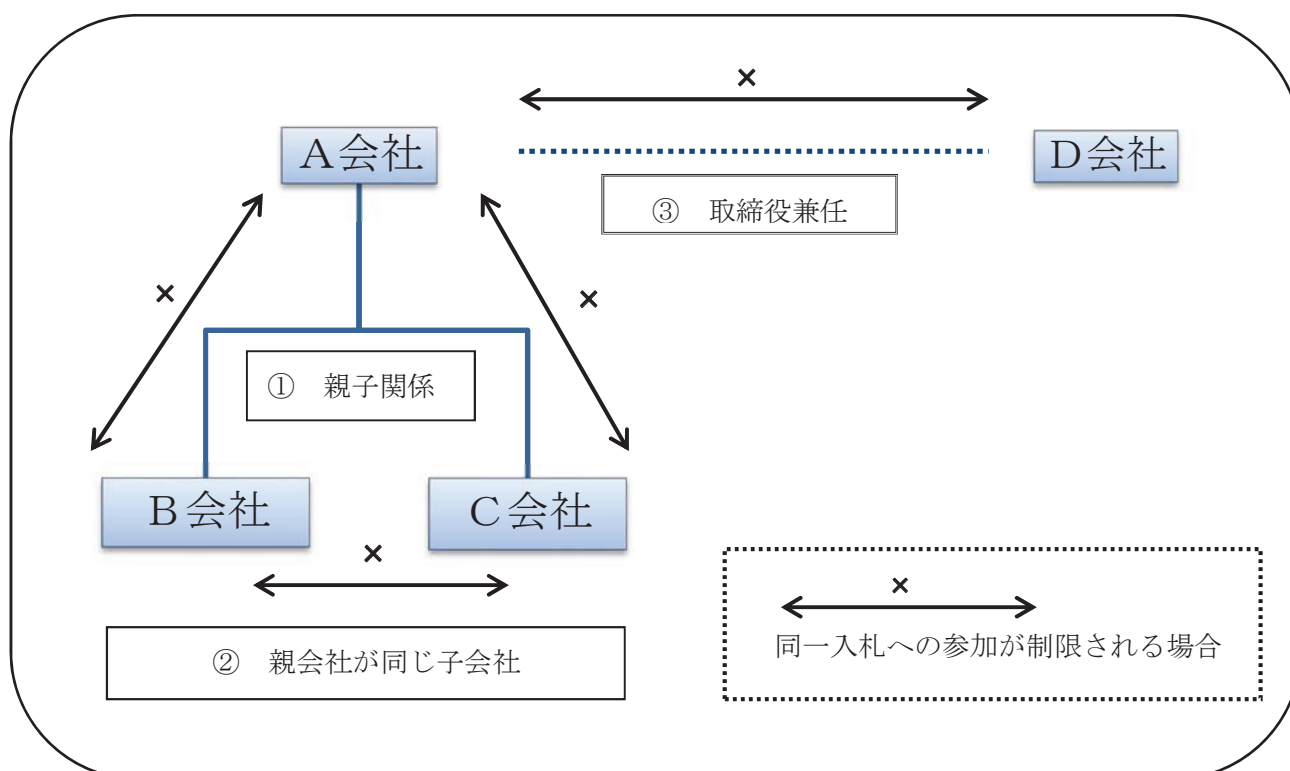 ×
A会社
D会社
③ 取締役兼任
×
×
① 親子関係
B会社
C会社
×
② 親会社が同じ子会社
×
同一入札への参加が制限される場合